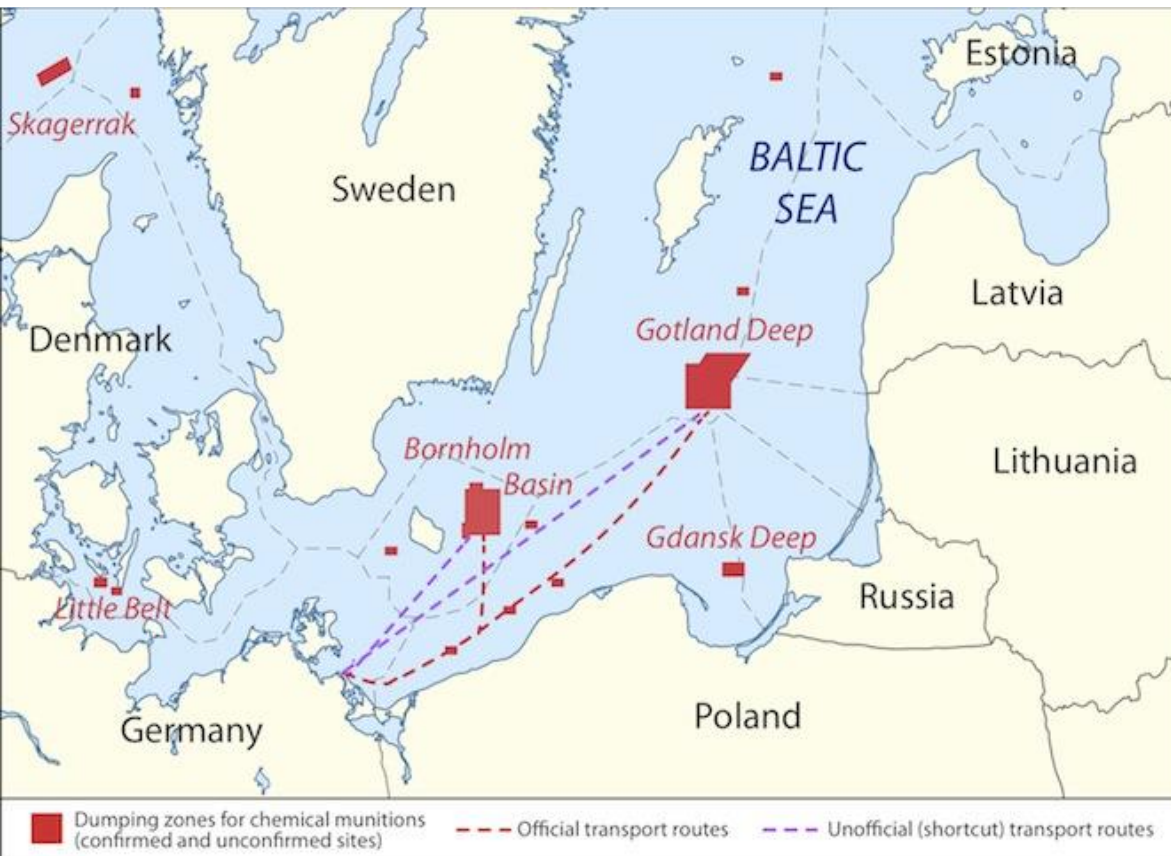 Estonia
Skagerrak
BALTIC
SEA
Sweden
Latvia
Gotland Deep
Denmark
Bornholm
Basin
Lithuania
Gdansk Deep
Little Belt
Russia
Germany
Poland
Dumping zones for chemical munitions
(confirmed and unconfirmed sites)
Official transport routes
Unofficial (shortcut) transport routes